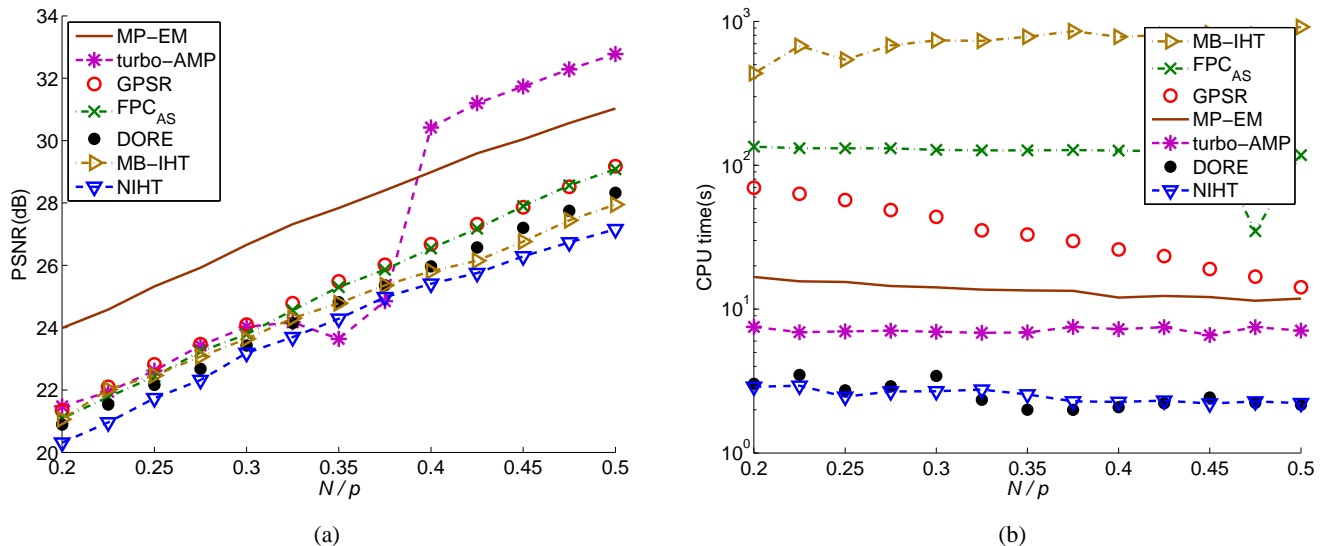 PSNR(dB)
34
32
30
28
26
24
22
20
MP−EM
turbo−AMP
GPSR
FPC_AS
DORE
MB−IHT
NIHT
0.2
0.25
0.3
0.35
0.4
0.45
0.5
N / p
(a)
CPU time(s)
10^3
10^2
10^1
10^0
MB−IHT
FPC_AS
GPSR
MP−EM
turbo−AMP
DORE
NIHT
0.2
0.25
0.3
0.35
0.4
0.45
0.5
N / p
(b)